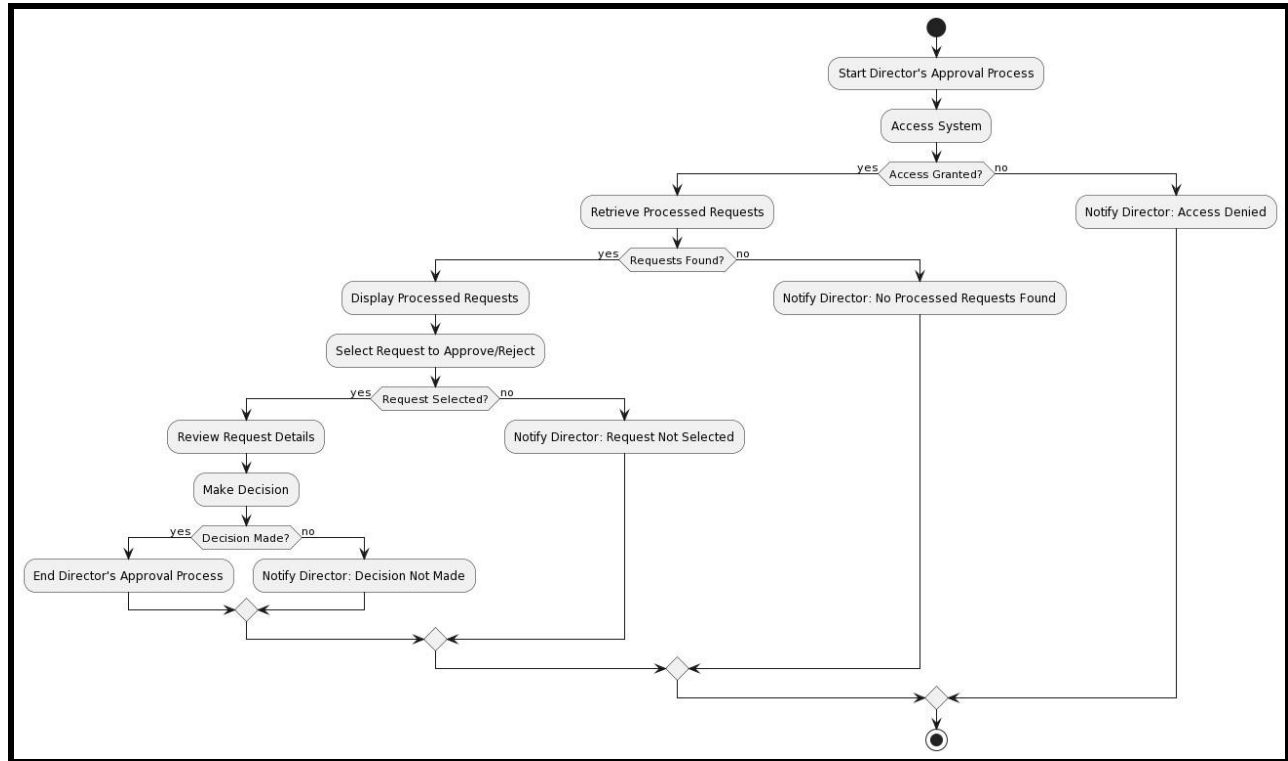 Start Director's Approval Process
Access System
yes
Access Granted?
no
Retrieve Processed Requests
Notify Director: Access Denied
yes
Requests Found?
no
Display Processed Requests
Notify Director: No Processed Requests Found
Select Request to Approve/Reject
yes
Request Selected?
no
Review Request Details
Notify Director: Request Not Selected
Make Decision
yes
Decision Made?
no
End Director's Approval Process
Notify Director: Decision Not Made